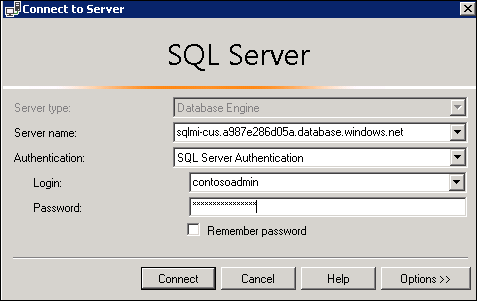 Connect to Server
SQL Server
Server type: Database Engine
Server name: sqlmi-cus.a987e286d05a.database.windows.net
Authentication: SQL Server Authentication
Login: contosoadmin
Password: ****************
Remember password
Connect Cancel Help Options >>